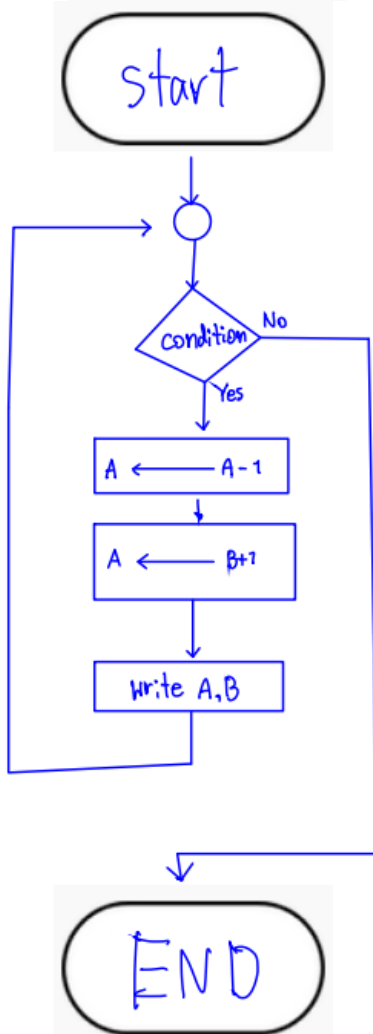 start
condition
No
Yes
A ← A-1
A ← B+1
write A,B
END